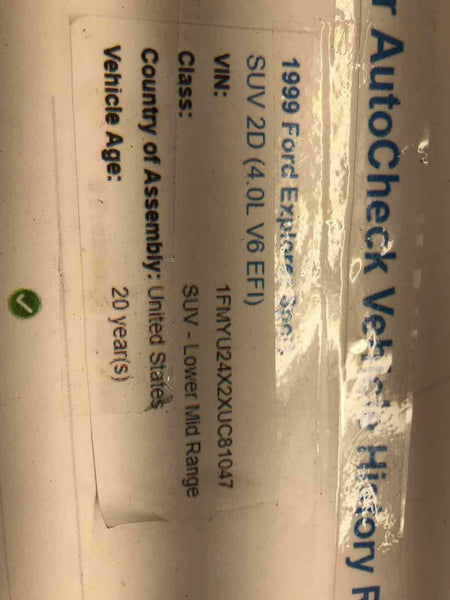 r AutoCheck Vehicle History R
1999 Ford Explorer Sport
SUV 2D (4.0L V6 EFI)
VIN: 1FMYU24X2XUC81047
Class: SUV - Lower Mid Range
Country of Assembly: United States
Vehicle Age: 20 year(s)